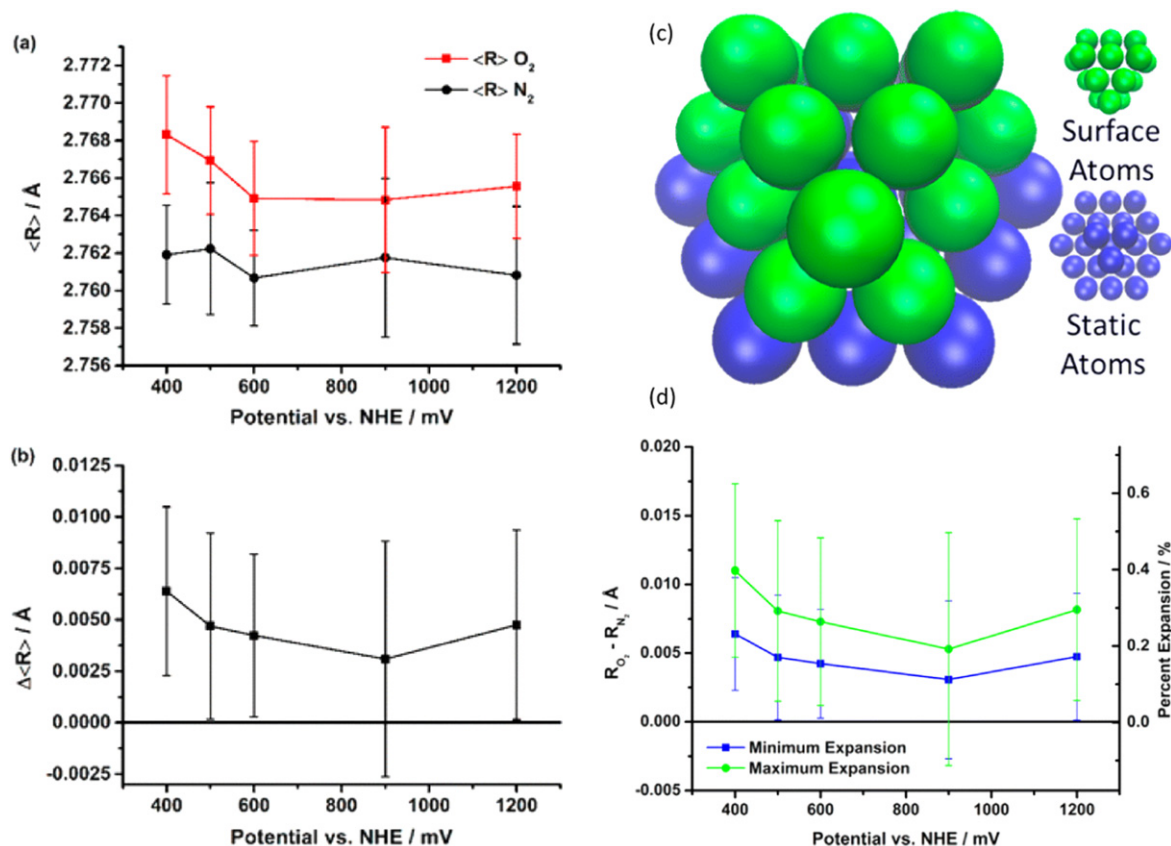 (a)
<R> O₂
<R> N₂
2.772
2.770
2.768
2.766
2.764
2.762
2.760
2.758
2.756
<R> / Å
400 600 800 1000 1200
Potential vs. NHE / mV
(b)
0.0125
0.0100
0.0075
0.0050
0.0025
0.0000
-0.0025
Δ<R> / Å
400 600 800 1000 1200
Potential vs. NHE / mV
(c)
Surface
Atoms
Static
Atoms
(d)
0.020
0.015
0.010
0.005
0.000
-0.005
R_O₂ - R_N₂ / Å
0.6
0.4
0.2
0.0
Percent Expansion / %
Minimum Expansion
Maximum Expansion
400 600 800 1000 1200
Potential vs. NHE / mV